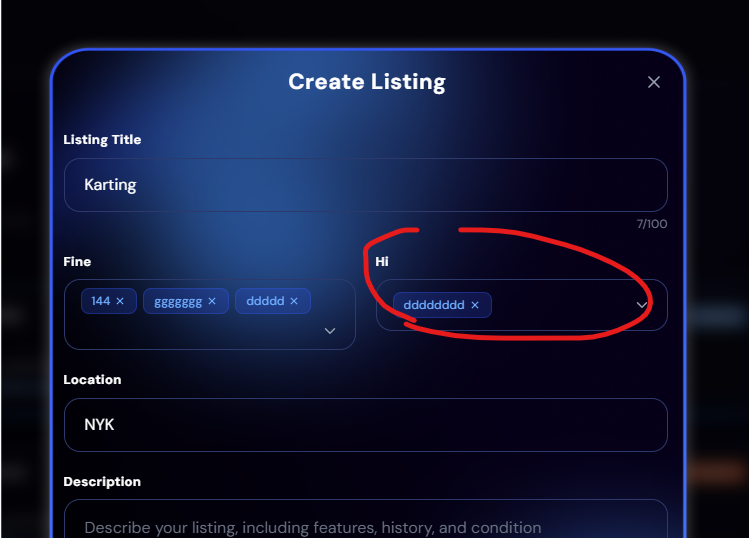 Create Listing
Listing Title
Karting
7/100
Fine
Hi
144 × ggggggg × ddddd ×
ddddddddd ×
Location
NYK
Description
Describe your listing, including features, history, and condition